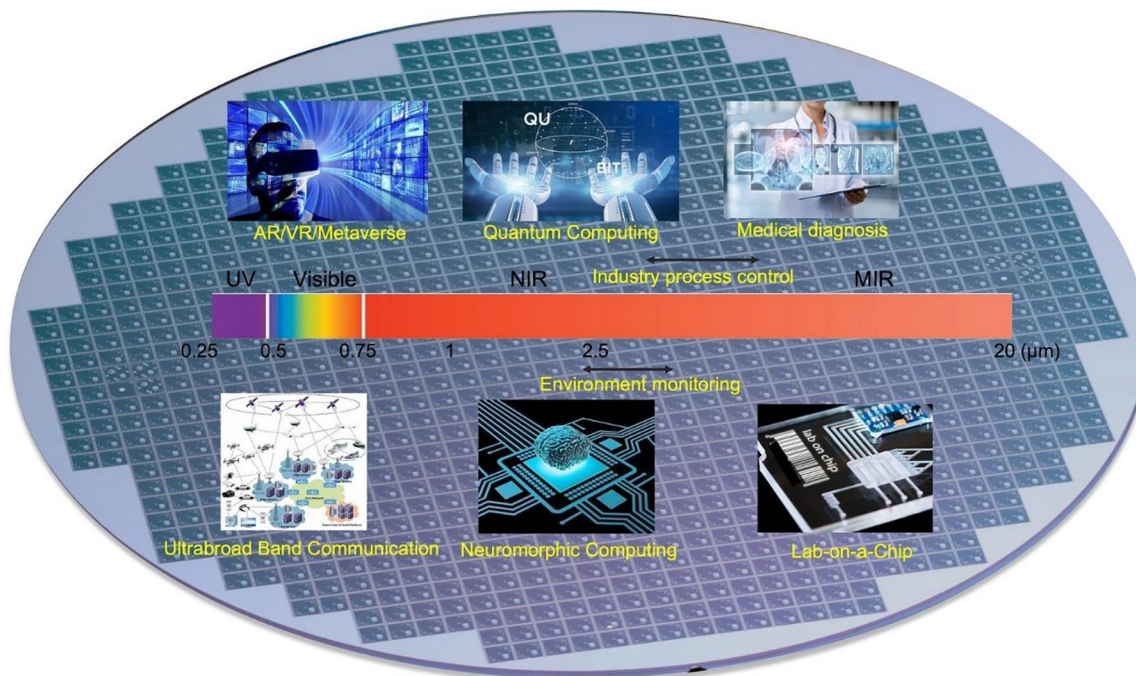 QU
BIT
AR/VR/Metaverse
Quantum Computing
Medical diagnosis
Industry process control
UV
Visible
NIR
MIR
0.25
0.5
0.75
1
2.5
20 (μm)
Environment monitoring
lab on chip
Ultrabroad Band Communication
Neuromorphic Computing
Lab-on-a-Chip